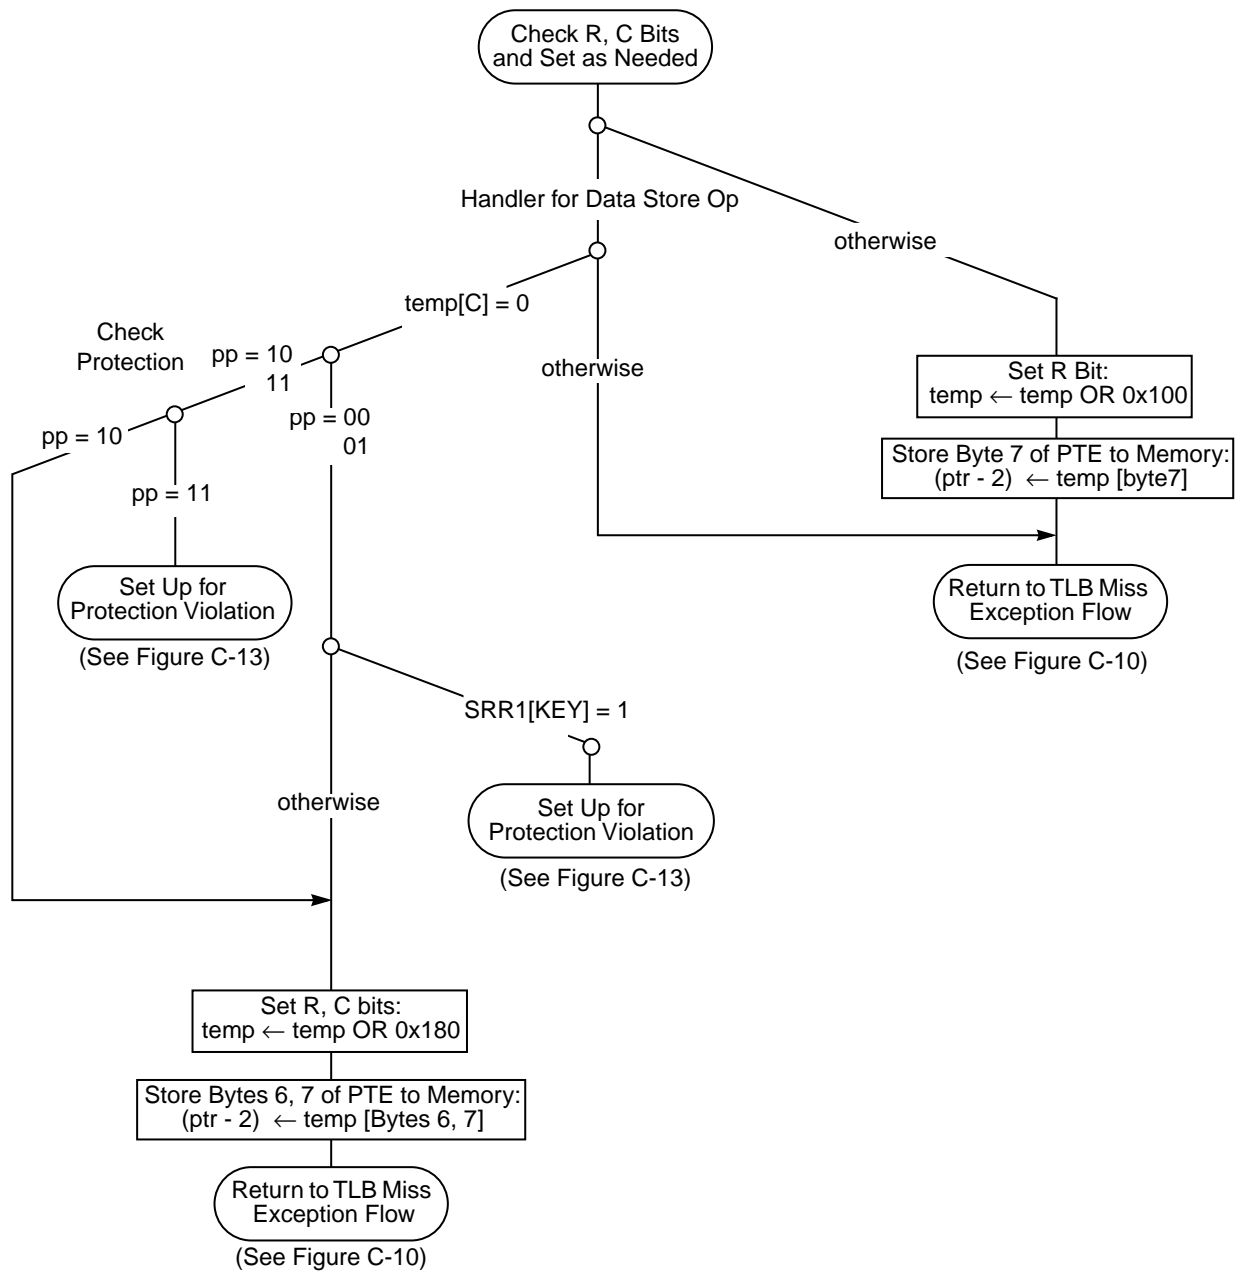 Check R, C Bits
and Set as Needed
Handler for Data Store Op
otherwise
temp[C] = 0
Check
Protection
pp = 10
11
otherwise
Set R Bit:
temp ← temp OR 0x100
pp = 00
01
pp = 10
Store Byte 7 of PTE to Memory:
(ptr - 2) ← temp [byte7]
pp = 11
Set Up for
Protection Violation
(See Figure C-13)
Return to TLB Miss
Exception Flow
(See Figure C-10)
SRR1[KEY] = 1
otherwise
Set Up for
Protection Violation
(See Figure C-13)
Set R, C bits:
temp ← temp OR 0x180
Store Bytes 6, 7 of PTE to Memory:
(ptr - 2) ← temp [Bytes 6, 7]
Return to TLB Miss
Exception Flow
(See Figure C-10)